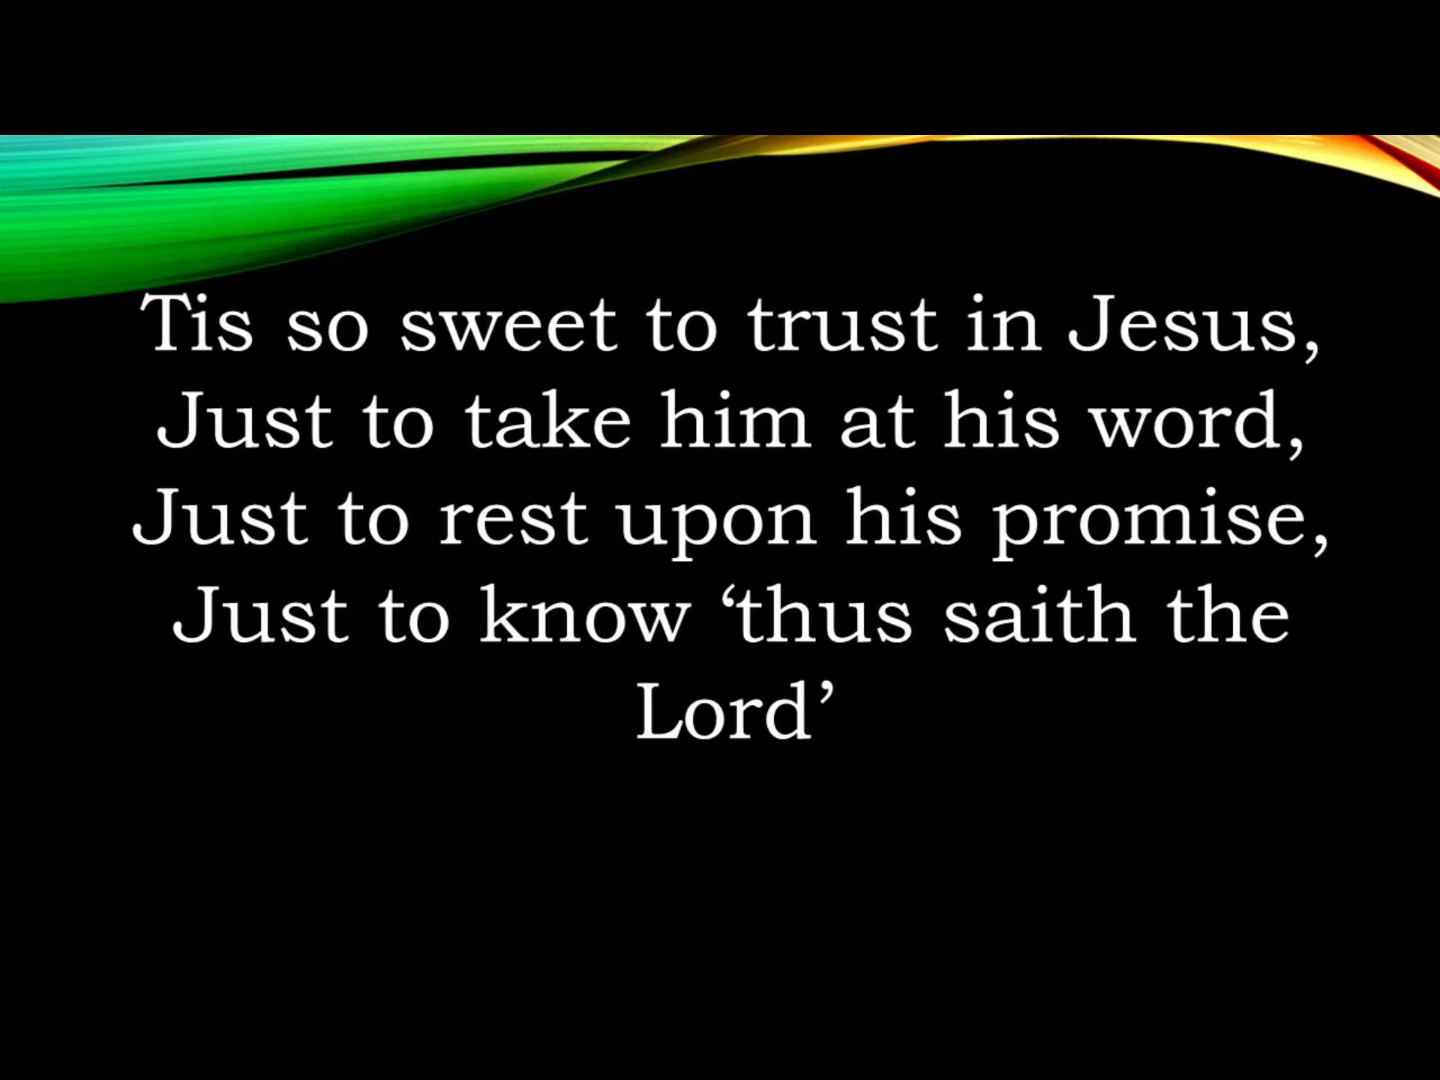 Tis so sweet to trust in Jesus,
Just to take him at his word,
Just to rest upon his promise,
Just to know ‘thus saith the
Lord’